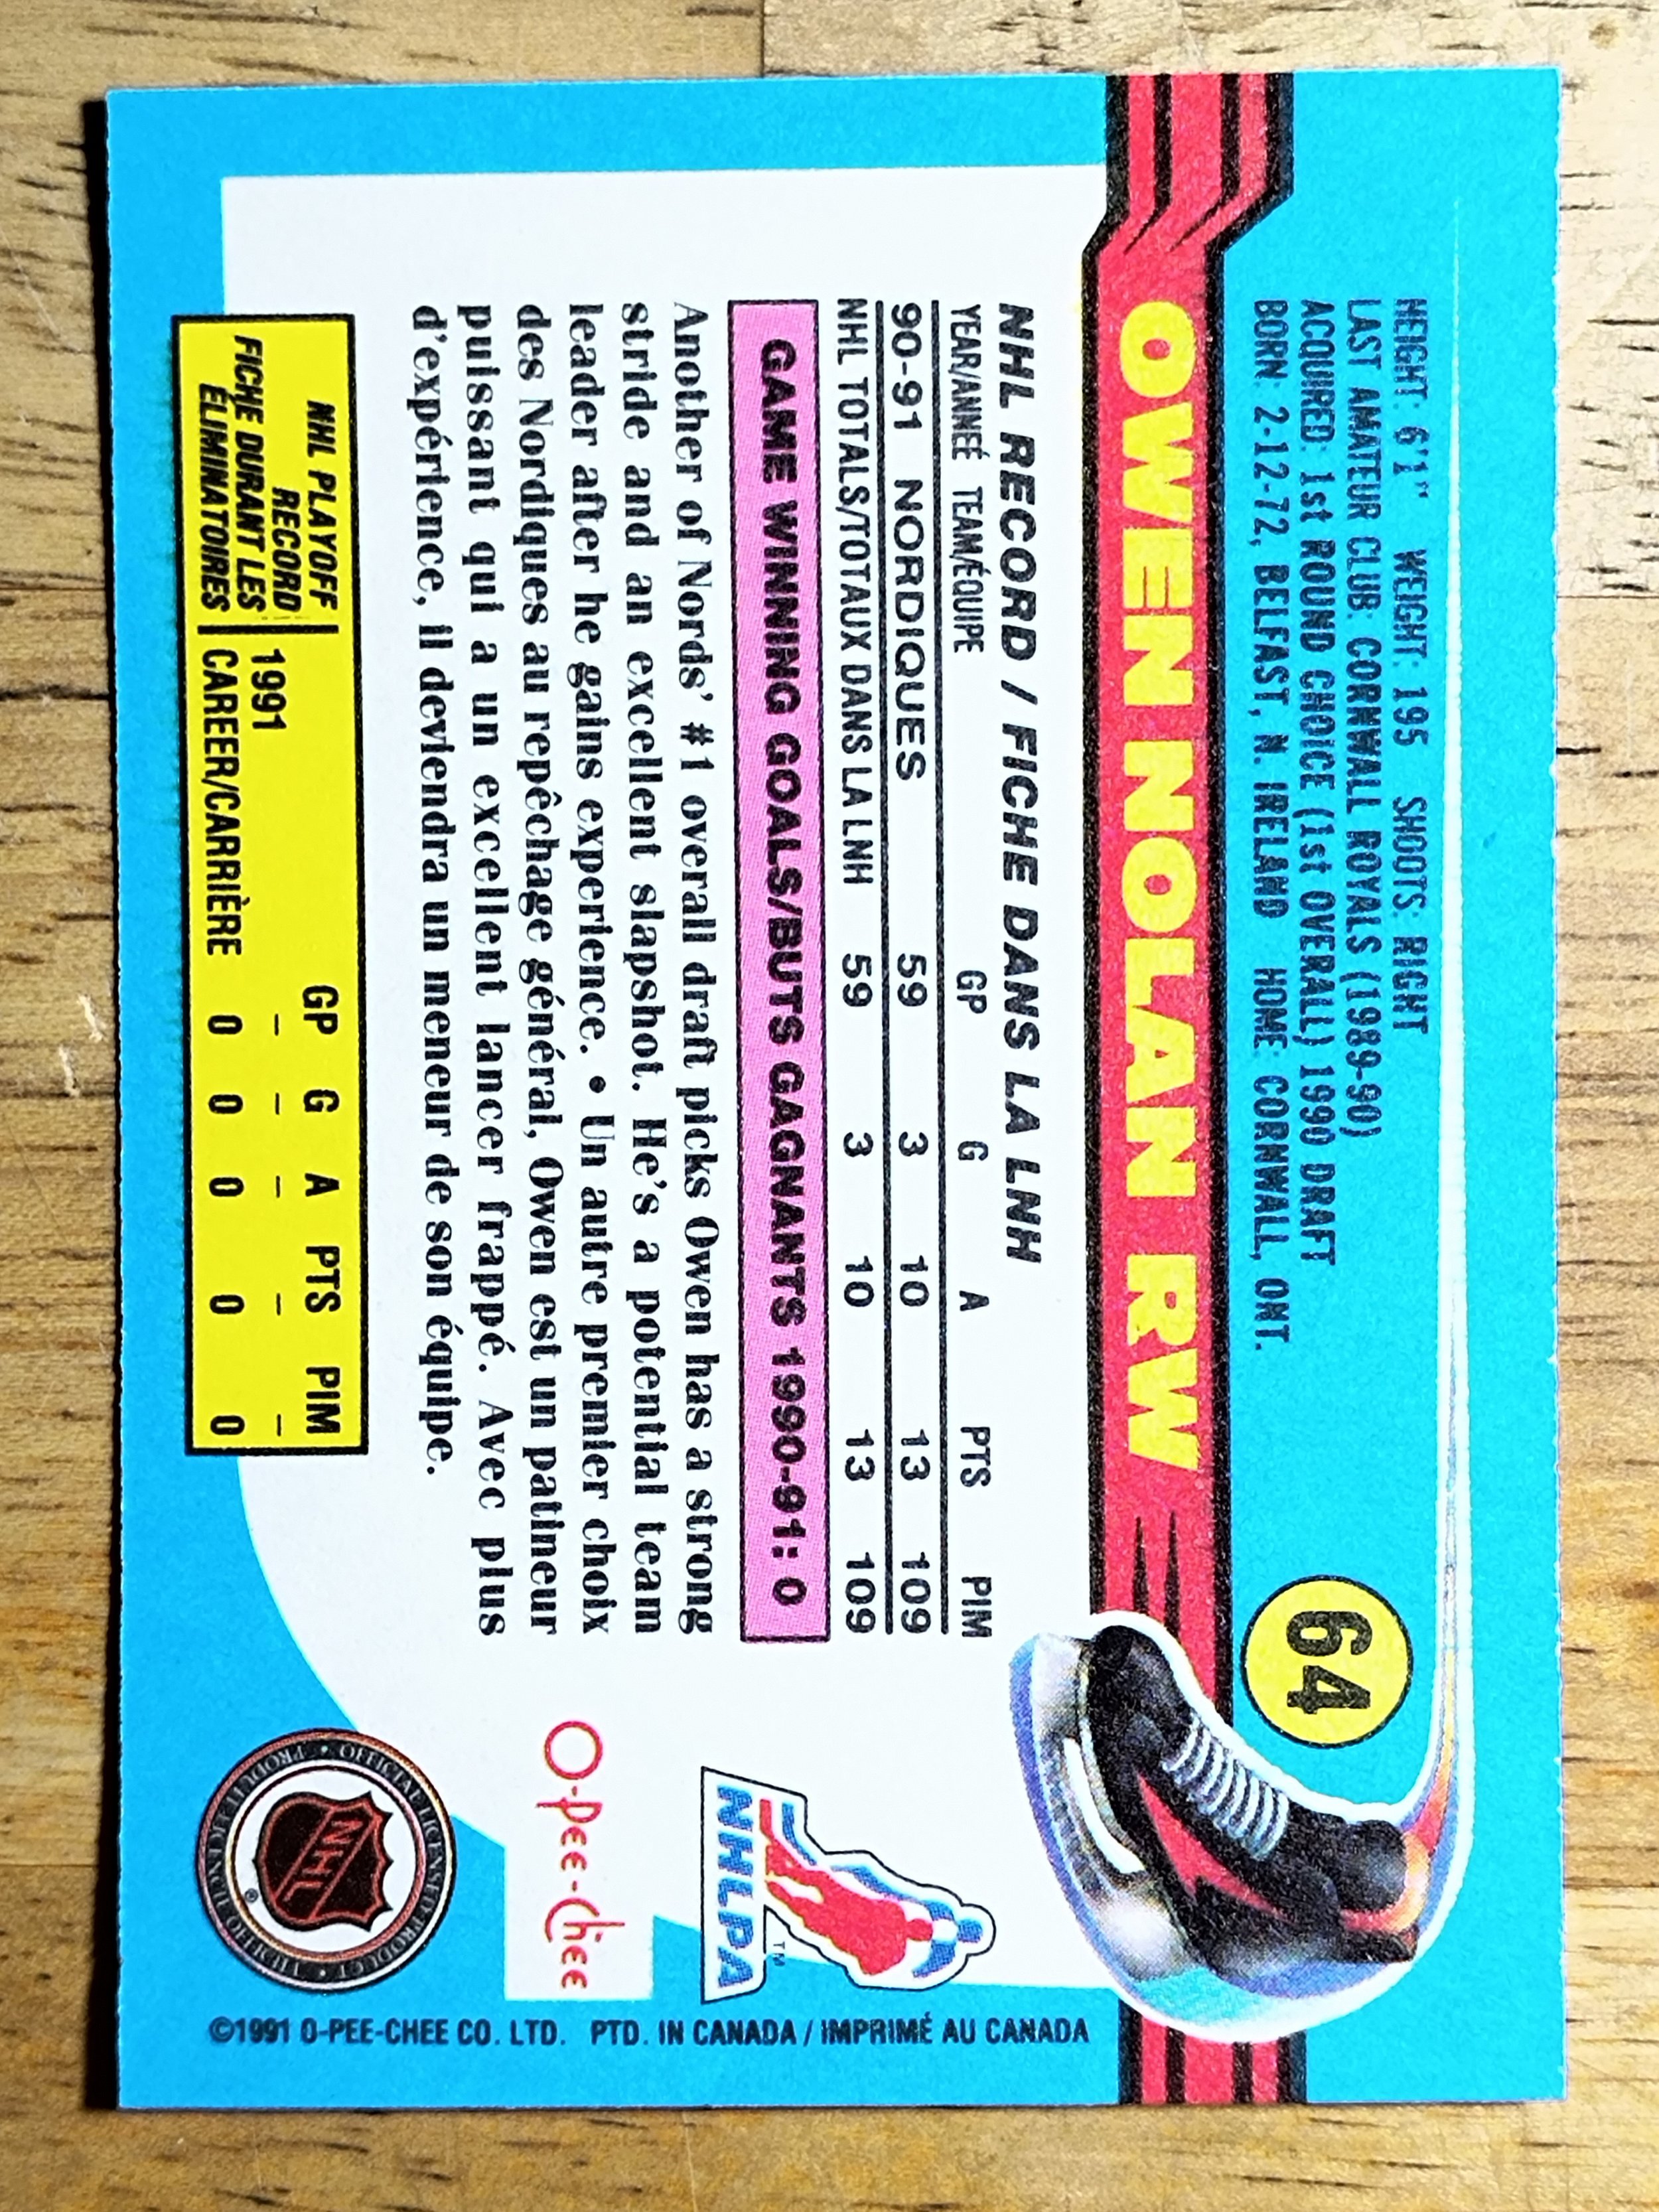 HEIGHT: 6'1" WEIGHT: 195 SHOOTS: RIGHT
LAST AMATEUR CLUB: CORNWALL ROYALS (1989-90)
ACQUIRED: 1st ROUND CHOICE (1st OVERALL) 1990 DRAFT
BORN: 2-12-72, BELFAST, N. IRELAND HOME: CORNWALL, ONT.
64
OWEN NOLAN RW
NHL RECORD / FICHE DANS LA LNH
YEAR/ANNEÉ TEAM/ÉQUIPE GP G A PTS PIM
90-91 NORDIQUES 59 3 10 13 109
NHL TOTALS/TOTAUX DANS LA LNH 59 3 10 13 109
GAME WINNING GOALS/BUTS GAGNANTS 1990-91: 0
Another of Nords' #1 overall draft picks Owen has a strong
stride and an excellent slapshot. He's a potential team
leader after he gains experience. • Un autre premier choix
des Nordiques au repêchage général, Owen est un patineur
puissant qui a un excellent lancer frappé. Avec plus
d'expérience, il deviendra un meneur de son équipe.
NHL PLAYOFF
RECORD
FICHE DURANT LES
ÉLIMINATOIRES
GP G A PTS PIM
1991 – – – – –
CAREER/CARRIÈRE 0 0 0 0 0
NHLPA™
O-Pee-Chee
NHL ®
OFFICIAL LICENSED PRODUCT •
©1991 O-PEE-CHEE CO. LTD. PTD. IN CANADA / IMPRIMÉ AU CANADA